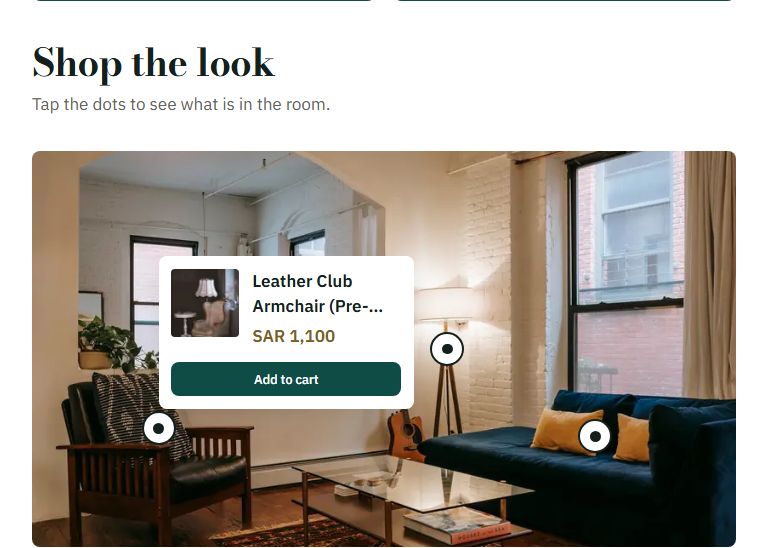 Shop the look
Tap the dots to see what is in the room.
Leather Club
Armchair (Pre-...
SAR 1,100
Add to cart